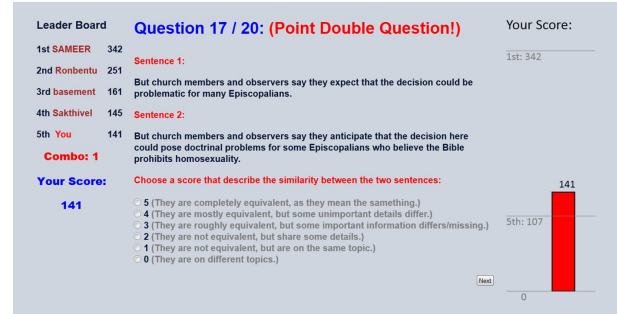 Leader Board
1st SAMEER 342
2nd Ronbentu 251
3rd basement 161
4th Sakthivel 145
5th You 141
Combo: 1
Your Score:
141
Question 17 / 20: (Point Double Question!)
Sentence 1:
But church members and observers say they expect that the decision could be
problematic for many Episcopalians.
Sentence 2:
But church members and observers say they anticipate that the decision here
could pose doctrinal problems for some Episcopalians who believe the Bible
prohibits homosexuality.
Choose a score that describe the similarity between the two sentences:
5 (They are completely equivalent, as they mean the samething.)
4 (They are mostly equivalent, but some unimportant details differ.)
3 (They are roughly equivalent, but some important information differs/missing.)
2 (They are not equivalent, but share some details.)
1 (They are not equivalent, but are on the same topic.)
0 (They are on different topics.)
Next
Your Score:
1st: 342
141
5th: 107
0